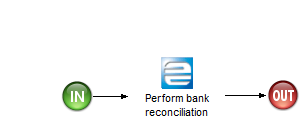 IN
Perform bank
reconciliation
OUT